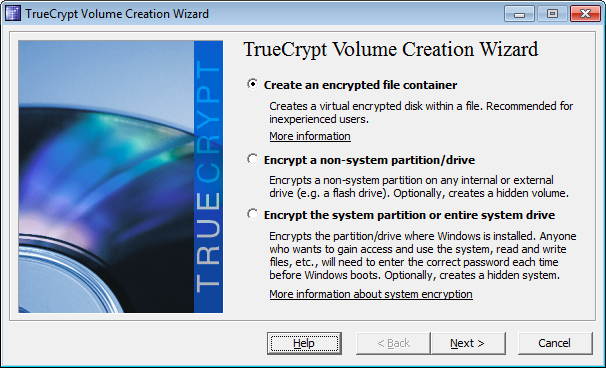 TrueCrypt Volume Creation Wizard
TRUECRYPT
TrueCrypt Volume Creation Wizard
Create an encrypted file container
Creates a virtual encrypted disk within a file. Recommended for
inexperienced users.
More information
Encrypt a non-system partition/drive
Encrypts a non-system partition on any internal or external
drive (e.g. a flash drive). Optionally, creates a hidden volume.
Encrypt the system partition or entire system drive
Encrypts the partition/drive where Windows is installed. Anyone
who wants to gain access and use the system, read and write
files, etc., will need to enter the correct password each time
before Windows boots. Optionally, creates a hidden system.
More information about system encryption
Help
< Back
Next >
Cancel